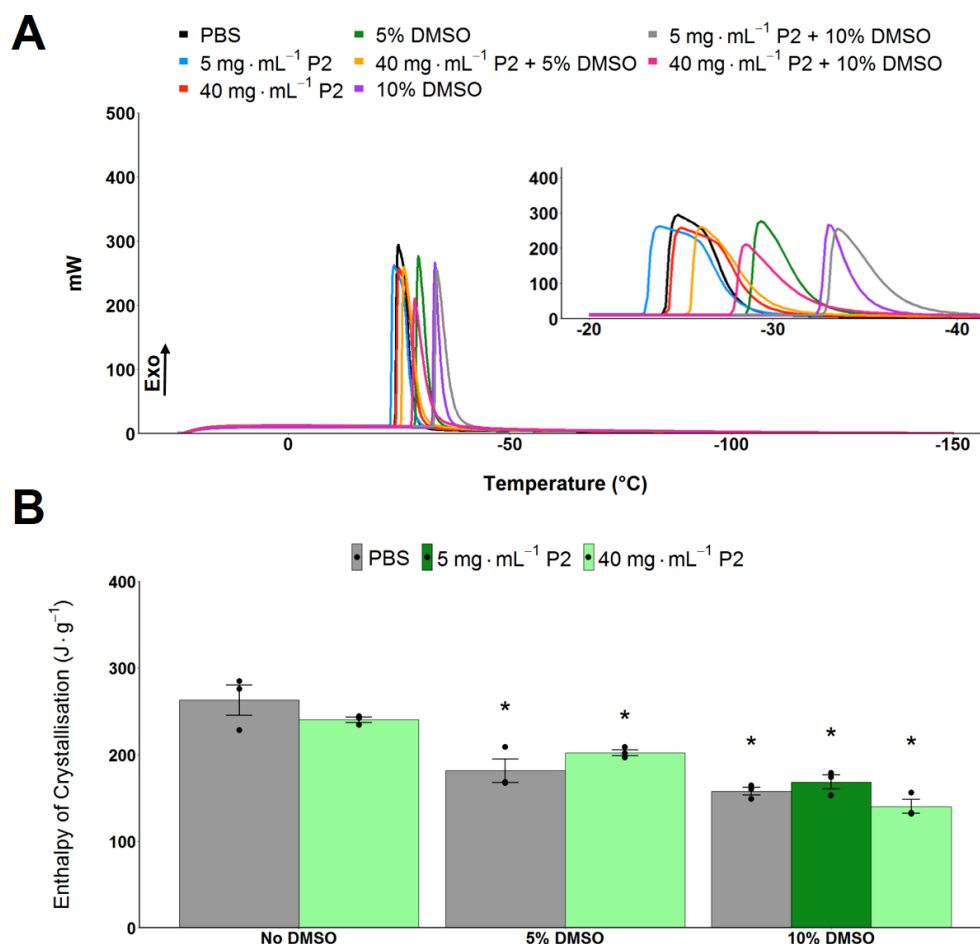 A
PBS
5% DMSO
5 mg · mL⁻¹ P2 + 10% DMSO
5 mg · mL⁻¹ P2
40 mg · mL⁻¹ P2 + 5% DMSO
40 mg · mL⁻¹ P2 + 10% DMSO
40 mg · mL⁻¹ P2
10% DMSO
500
400
300
200
100
0
mW
Exo
400
300
200
100
0
-20
-30
-40
0
-50
-100
-150
Temperature (°C)
B
PBS
5 mg · mL⁻¹ P2
40 mg · mL⁻¹ P2
Enthalpy of Crystallisation (J · g⁻¹)
400
300
200
100
0
*
*
*
*
*
No DMSO
5% DMSO
10% DMSO